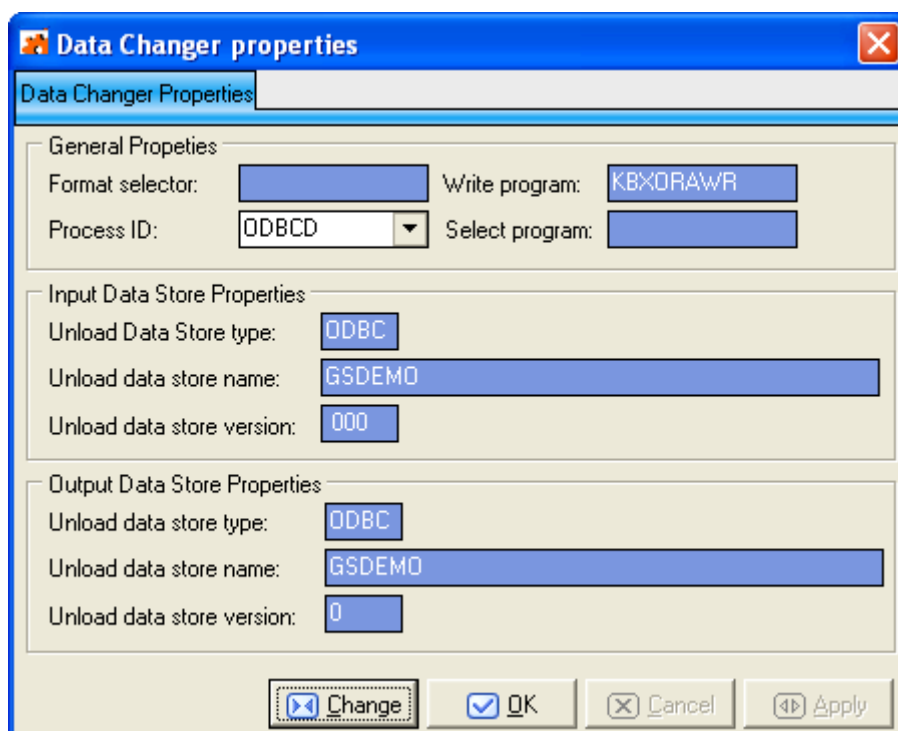 Data Changer properties
Data Changer Properties
General Propeties
Format selector: Write program: KBXORAWR
Process ID: ODBCD Select program:
Input Data Store Properties
Unload Data Store type: ODBC
Unload data store name: GSDEMO
Unload data store version: 000
Output Data Store Properties
Unload data store type: ODBC
Unload data store name: GSDEMO
Unload data store version: 0
Change OK Cancel Apply